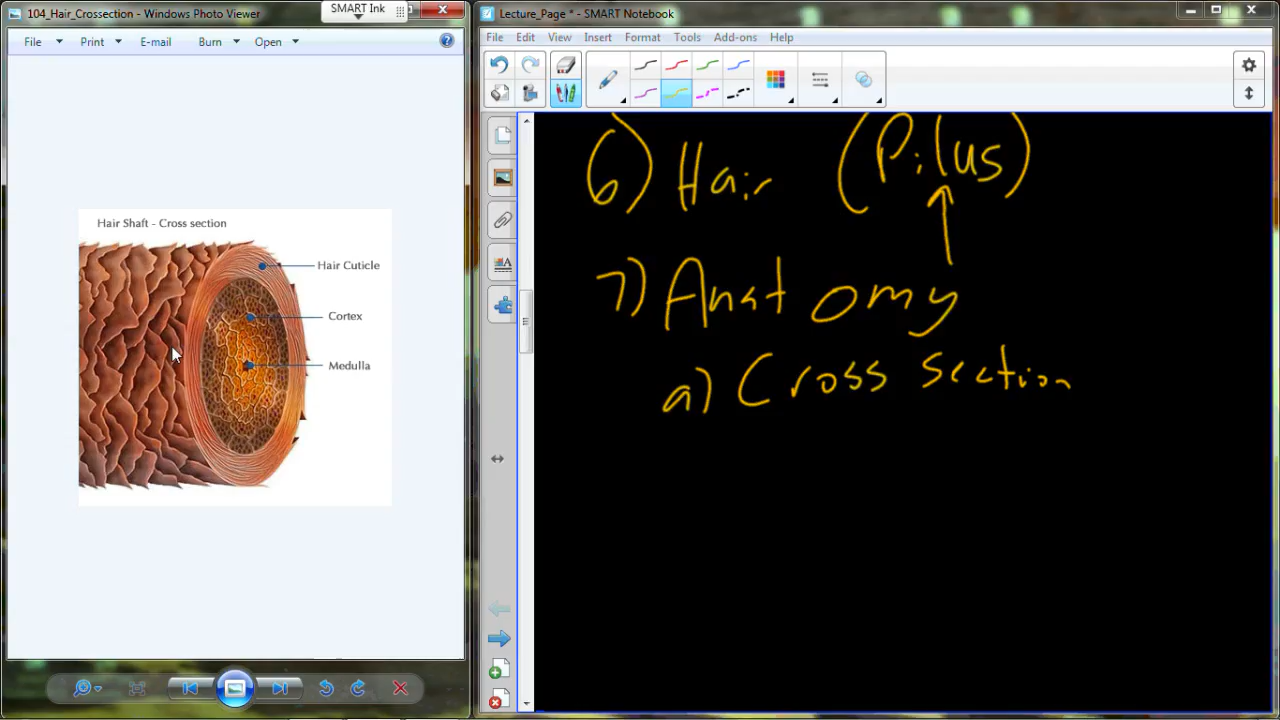 104_Hair_Crossection - Windows Photo Viewer
SMART Ink
File Print E-mail Burn Open
Hair Shaft - Cross section
Hair Cuticle
Cortex
Medulla
Lecture_Page * - SMART Notebook
File Edit View Insert Format Tools Add-ons Help
6) Hair (Pilus)
7) Anatomy
a) Cross section